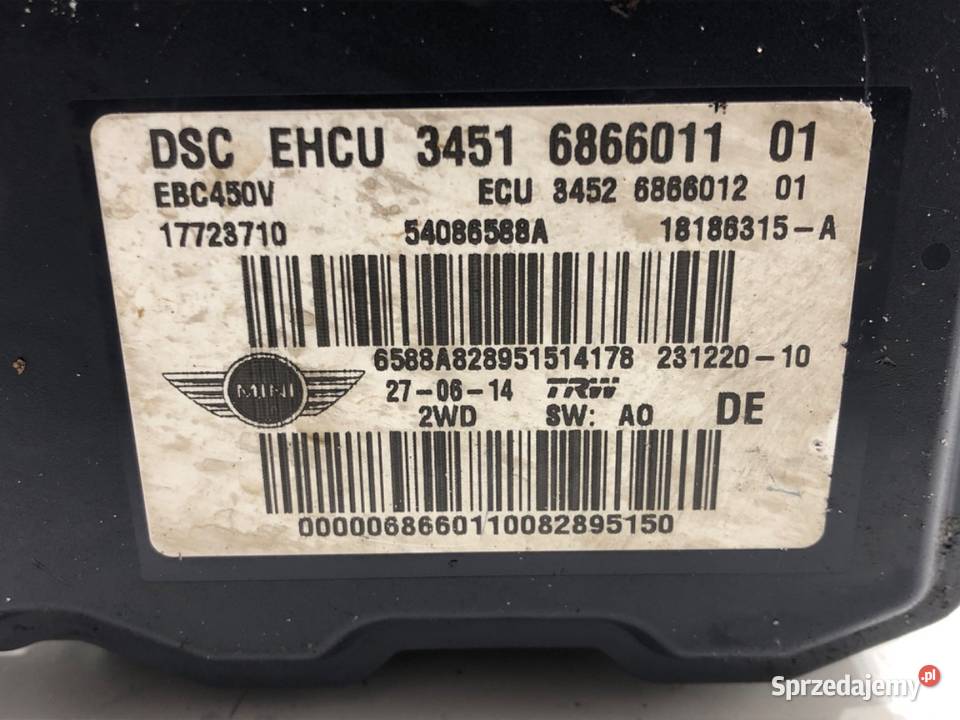 DSC EHCU 3451 6866011 01
EBC450V ECU 3452 6866012 01
17723710 54086588A 18186315-A
6588A828951514178 231220-10
MINI 27-06-14 TRW
2WD SW: A0 DE
00000686601100828951​50
Sprzedajemy.pl